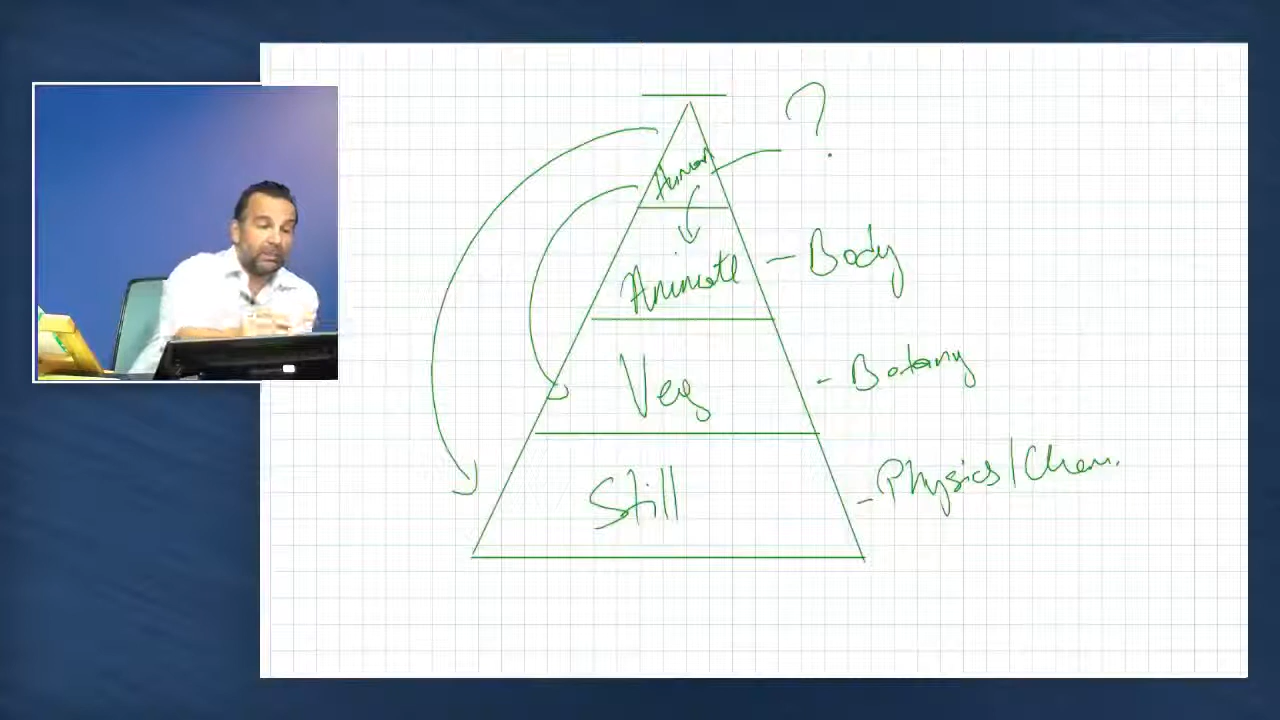 ?
Human
Animate - Body
Veg - Botany
Still - Physics/Chem.